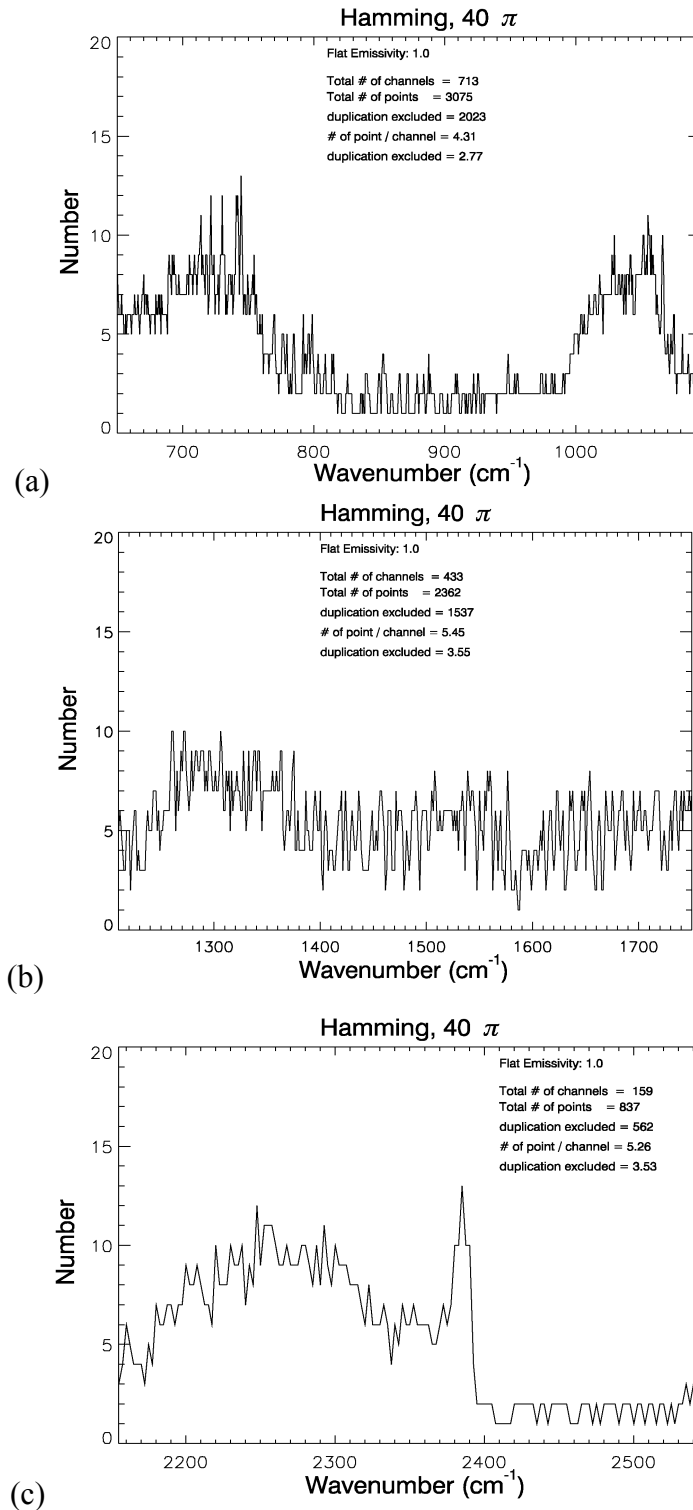 Hamming, 40 π
Flat Emissivity: 1.0
Total # of channels = 713
Total # of points = 3075
duplication excluded = 2023
# of point / channel = 4.31
duplication excluded = 2.77
Number
20
15
10
5
0
700 800 900 1000
Wavenumber (cm⁻¹)
(a)
Hamming, 40 π
Flat Emissivity: 1.0
Total # of channels = 433
Total # of points = 2362
duplication excluded = 1537
# of point / channel = 5.45
duplication excluded = 3.55
Number
20
15
10
5
0
1300 1400 1500 1600 1700
Wavenumber (cm⁻¹)
(b)
Hamming, 40 π
Flat Emissivity: 1.0
Total # of channels = 159
Total # of points = 837
duplication excluded = 562
# of point / channel = 5.26
duplication excluded = 3.53
Number
20
15
10
5
0
2200 2300 2400 2500
Wavenumber (cm⁻¹)
(c)